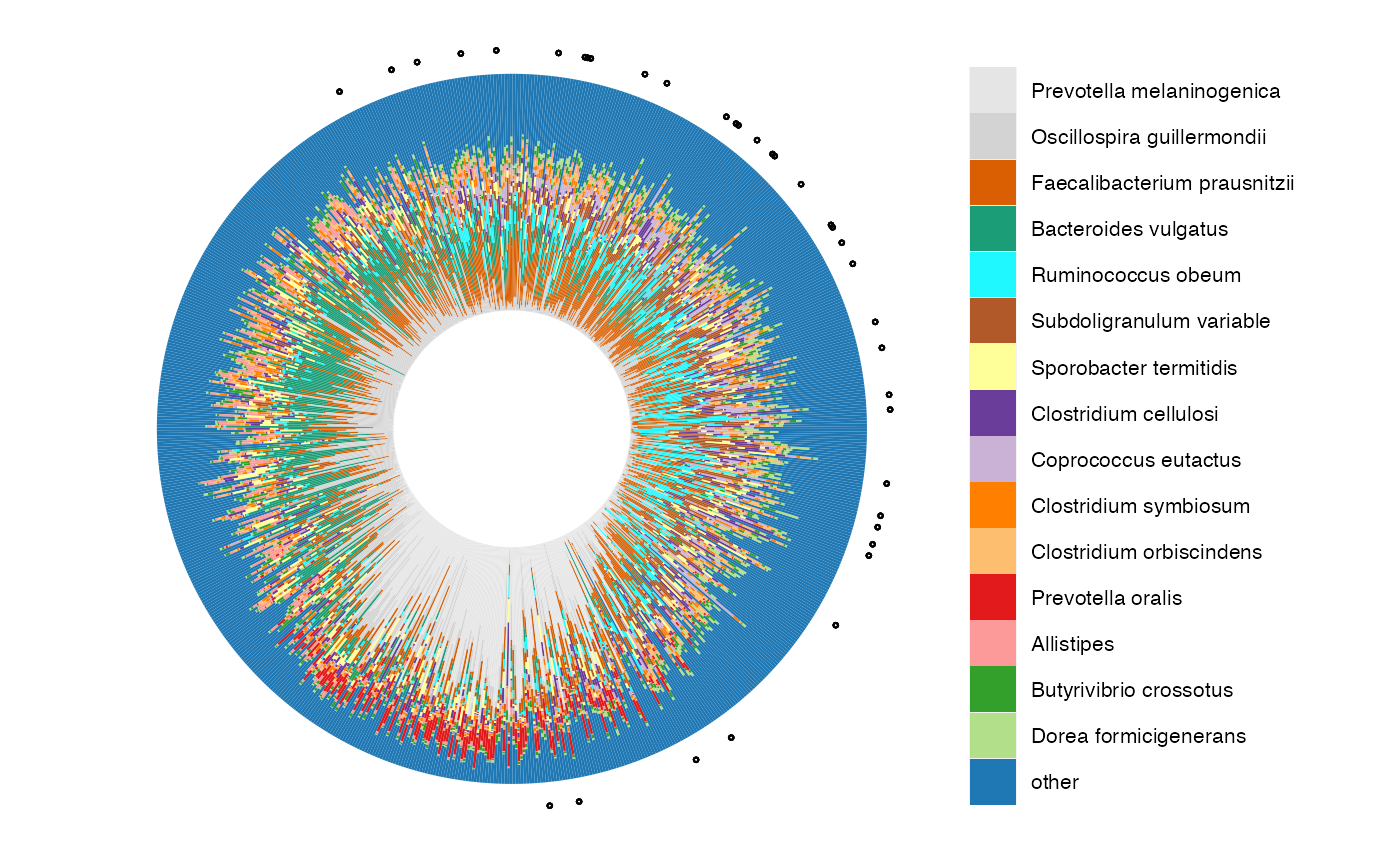 Prevotella melaninogenica
Oscillospira guillermondii
Faecalibacterium prausnitzii
Bacteroides vulgatus
Ruminococcus obeum
Subdoligranulum variable
Sporobacter termitidis
Clostridium cellulosi
Coprococcus eutactus
Clostridium symbiosum
Clostridium orbiscindens
Prevotella oralis
Allistipes
Butyrivibrio crossotus
Dorea formicigenerans
other